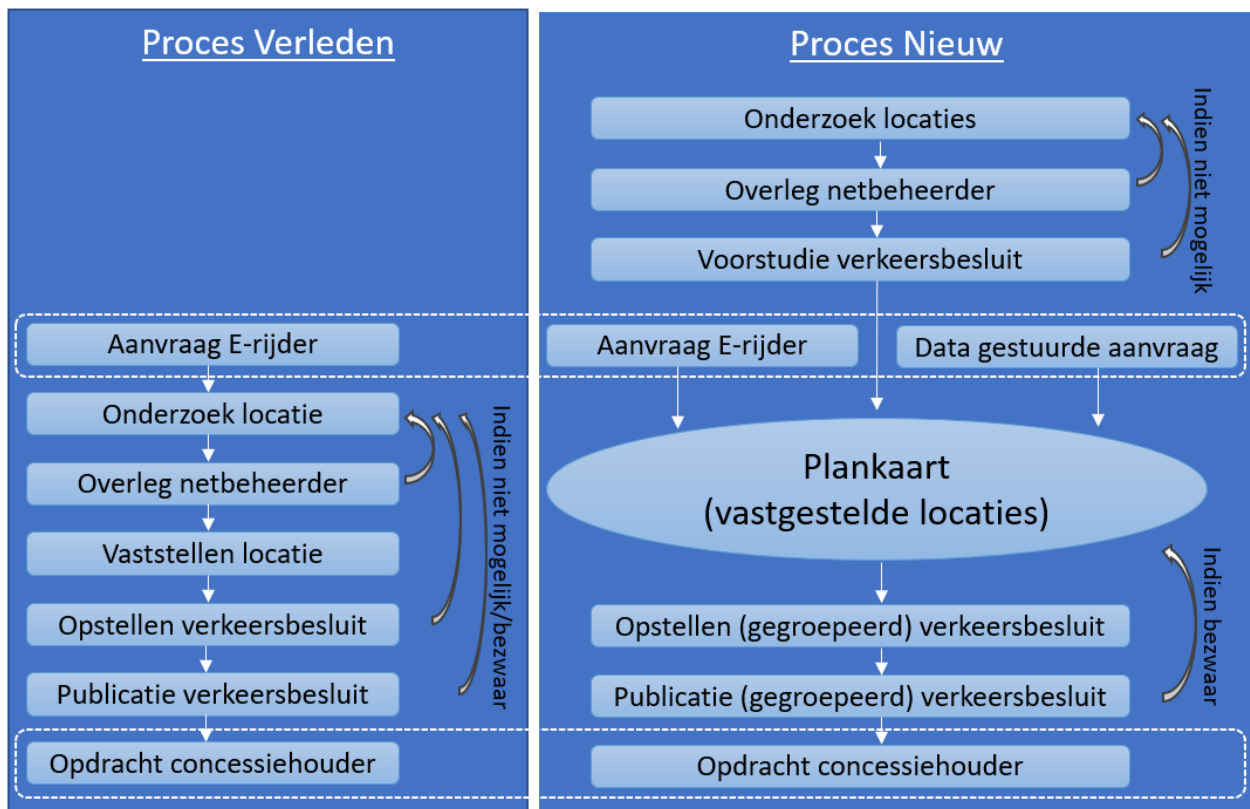 Proces Verleden
Aanvraag E-rijder
Onderzoek locatie
Overleg netbeheerder
Vaststellen locatie
Opstellen verkeersbesluit
Publicatie verkeersbesluit
Opdracht concessiehouder
Indien niet mogelijk/bezwaar
Proces Nieuw
Onderzoek locaties
Overleg netbeheerder
Voorstudie verkeersbesluit
Indien niet mogelijk
Aanvraag E-rijder
Data gestuurde aanvraag
Plankaart
(vastgestelde locaties)
Opstellen (gegroepeerd) verkeersbesluit
Publicatie (gegroepeerd) verkeersbesluit
Indien bezwaar
Opdracht concessiehouder